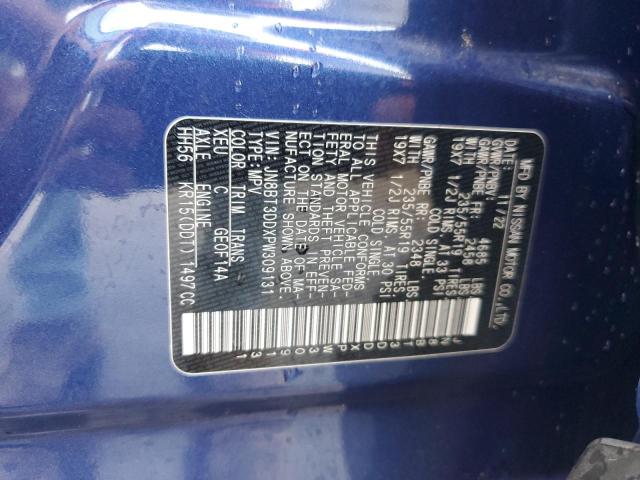 MFD BY NISSAN MOTOR CO.,LTD.
DATE: 11/22
GVWR/PNBV: 4685 LBS
GAWR/PNBE FR: 2458 LBS
WITH 235/55R19 TIRES
19X7 1/2J RIMS AT 33 PSI
COLD SINGLE
GAWR/PNBE RR: 2348 LBS
WITH 235/55R19 TIRES
19X7 1/2J RIMS AT 30 PSI
COLD SINGLE
THIS VEHICLE CONFORMS
TO ALL APPLICABLE FED-
ERAL MOTOR VEHICLE SA-
FETY AND THEFT PREVEN-
TION STANDARDS IN EFF-
ECT ON THE DATE OF MA-
NUFACTURE SHOWN ABOVE.
VIN: JN8BT3DDXPW309131
TYPE: MPV
COLOR TRIM TRANS
XEU C GE0F14A
AXLE ENGINE
HH56 KR15(DDT) 1497CC
JN8BT3DDXPW309131